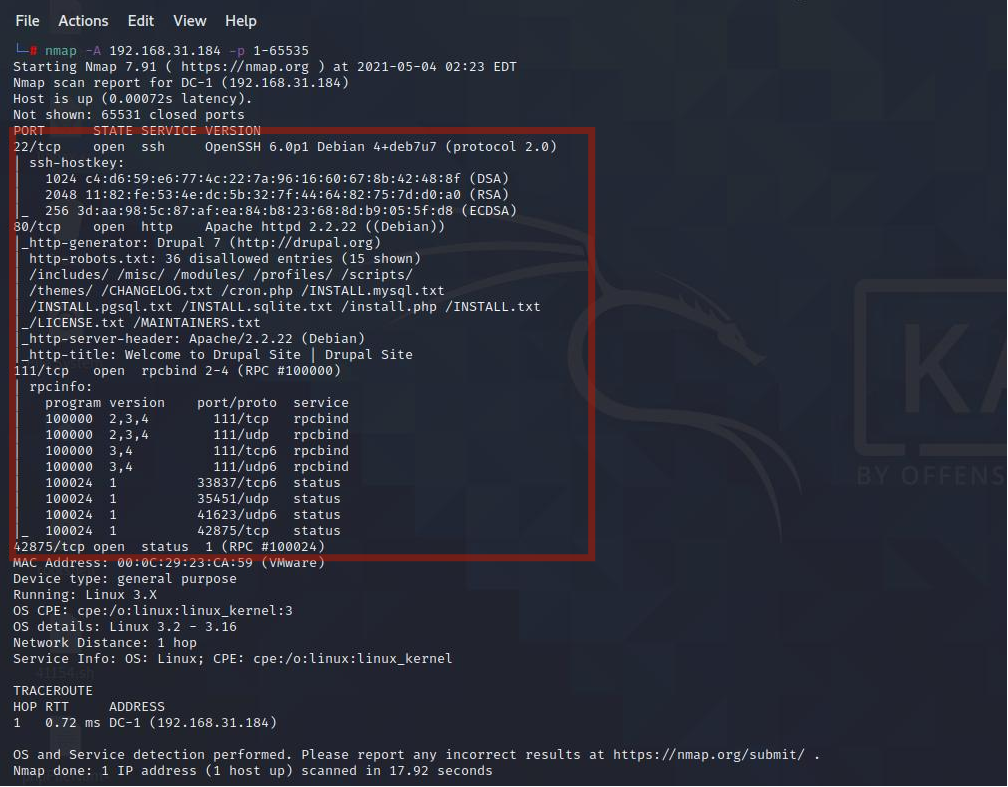 File Actions Edit View Help
└─# nmap -A 192.168.31.184 -p 1-65535
Starting Nmap 7.91 ( https://nmap.org ) at 2021-05-04 02:23 EDT
Nmap scan report for DC-1 (192.168.31.184)
Host is up (0.00072s latency).
Not shown: 65531 closed ports
PORT      STATE SERVICE VERSION
22/tcp    open  ssh     OpenSSH 6.0p1 Debian 4+deb7u7 (protocol 2.0)
| ssh-hostkey:
|   1024 c4:d6:59:e6:77:4c:22:7a:96:16:60:67:8b:42:48:8f (DSA)
|   2048 11:82:fe:53:4e:dc:5b:32:7f:44:64:82:75:7d:d0:a0 (RSA)
|_  256 3d:aa:98:5c:87:af:ea:84:b8:23:68:8d:b9:05:5f:d8 (ECDSA)
80/tcp    open  http    Apache httpd 2.2.22 ((Debian))
|_http-generator: Drupal 7 (http://drupal.org)
| http-robots.txt: 36 disallowed entries (15 shown)
| /includes/ /misc/ /modules/ /profiles/ /scripts/
| /themes/ /CHANGELOG.txt /cron.php /INSTALL.mysql.txt
| /INSTALL.pgsql.txt /INSTALL.sqlite.txt /install.php /INSTALL.txt
|_/LICENSE.txt /MAINTAINERS.txt
|_http-server-header: Apache/2.2.22 (Debian)
|_http-title: Welcome to Drupal Site | Drupal Site
111/tcp   open  rpcbind 2-4 (RPC #100000)
| rpcinfo:
|   program version    port/proto  service
|   100000  2,3,4        111/tcp   rpcbind
|   100000  2,3,4        111/udp   rpcbind
|   100000  3,4          111/tcp6  rpcbind
|   100000  3,4          111/udp6  rpcbind
|   100024  1          33837/tcp6  status
|   100024  1          35451/udp   status
|   100024  1          41623/udp6  status
|_  100024  1          42875/tcp   status
42875/tcp open  status  1 (RPC #100024)
MAC Address: 00:0C:29:23:CA:59 (VMware)
Device type: general purpose
Running: Linux 3.X
OS CPE: cpe:/o:linux:linux_kernel:3
OS details: Linux 3.2 - 3.16
Network Distance: 1 hop
Service Info: OS: Linux; CPE: cpe:/o:linux:linux_kernel
TRACEROUTE
HOP RTT     ADDRESS
1   0.72 ms DC-1 (192.168.31.184)
OS and Service detection performed. Please report any incorrect results at https://nmap.org/submit/ .
Nmap done: 1 IP address (1 host up) scanned in 17.92 seconds
KA
BY OFFENS